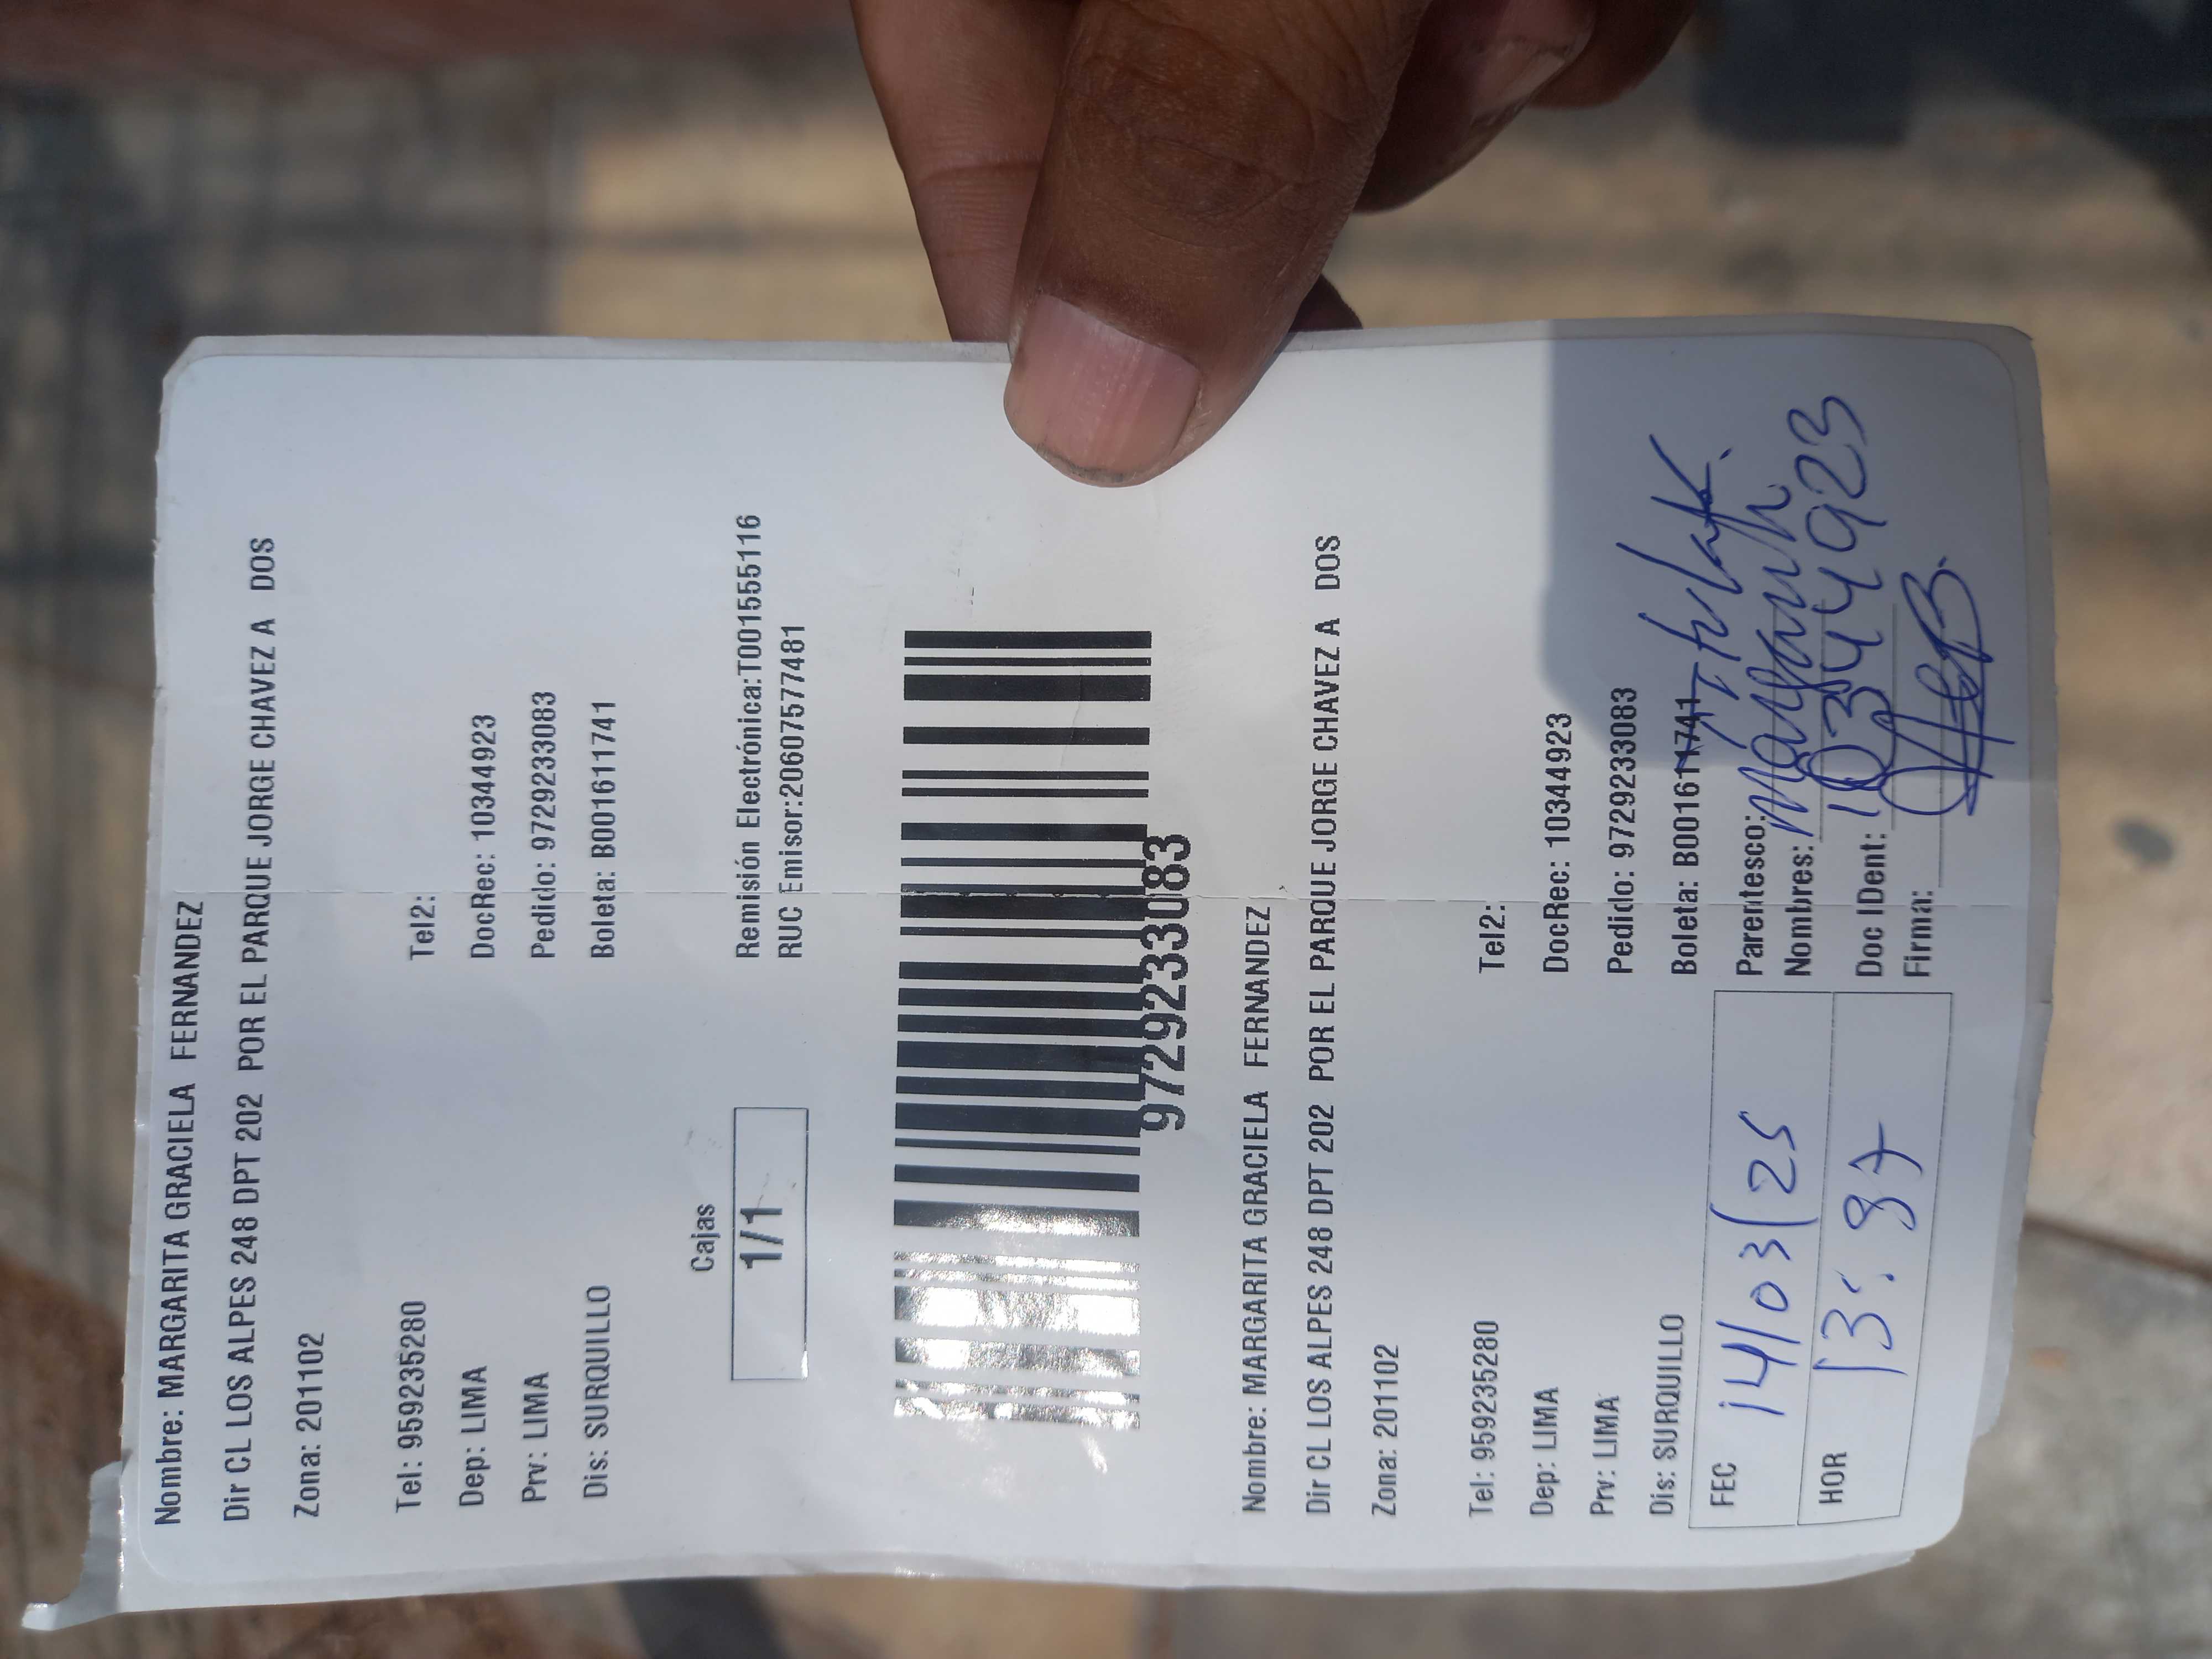 Nombre: MARGARITA GRACIELA FERNANDEZ
Dir CL LOS ALPES 248 DPT 202 POR EL PARQUE JORGE CHAVEZ A DOS
Zona: 201102
Tel: 959235280 Tel2:
Dep: LIMA DocRec: 10344923
Prv: LIMA Pedido: 9729233083
Dis: SURQUILLO Boleta: B001611741
Cajas
1/1
Remisión Electrónica:T001555116
RUC Emisor:20607577481
9729233083
Nombre: MARGARITA GRACIELA FERNANDEZ
Dir CL LOS ALPES 248 DPT 202 POR EL PARQUE JORGE CHAVEZ A DOS
Zona: 201102
Tel: 959235280 Tel2:
Dep: LIMA DocRec: 10344923
Prv: LIMA Pedido: 9729233083
Dis: SURQUILLO Boleta: B001611741
FEC 14/03/25 Parentesco: Titular
Nombres: Margarita
HOR Doc IDent: 10344923
Firma: